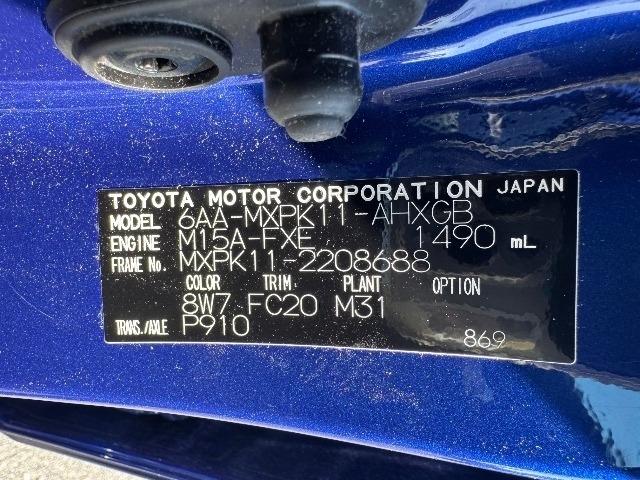 TOYOTA MOTOR CORPORATION JAPAN
MODEL 6AA-MXPK11-AHXGB
ENGINE M15A-FXE 1490 mL
FRAME No. MXPK11-2208688
COLOR TRIM PLANT OPTION
8W7 FC20 M31
TRANS./AXLE P910
869